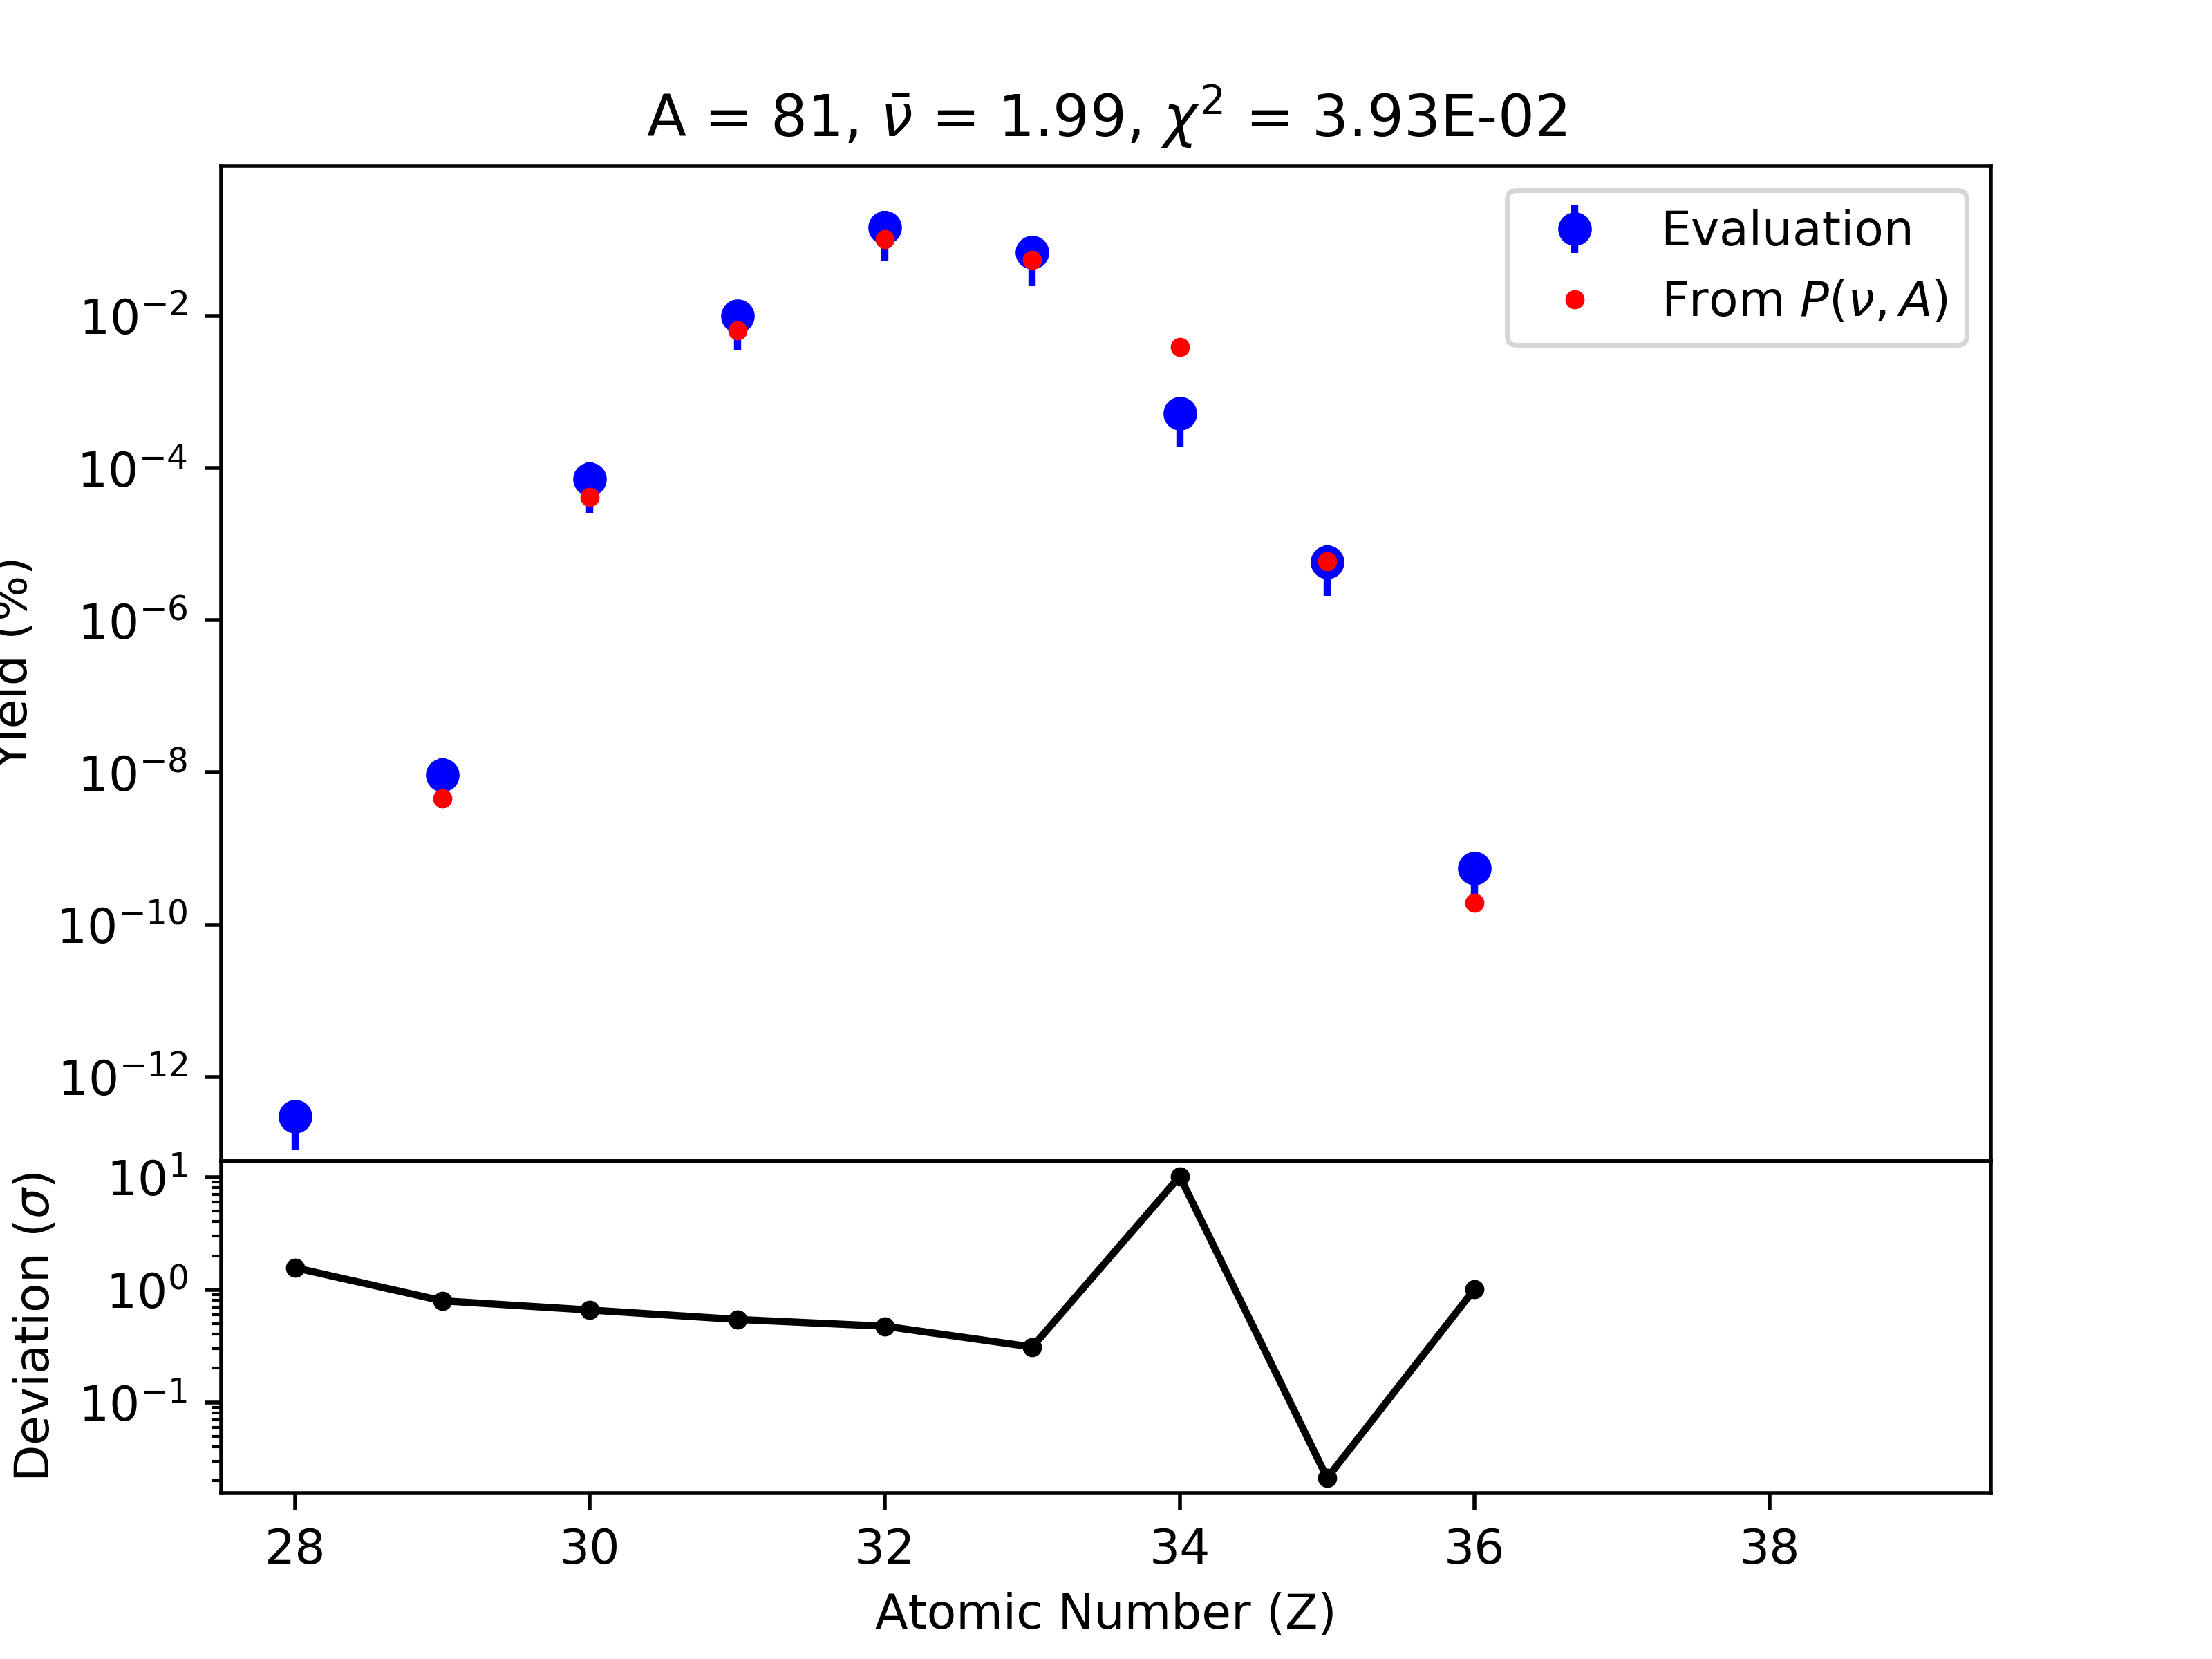 A = 81, ν̄ = 1.99, χ² = 3.93E-02
Evaluation
From P(ν, A)
Yield (%)
10⁻²
10⁻⁴
10⁻⁶
10⁻⁸
10⁻¹⁰
10⁻¹²
Deviation (σ)
10¹
10⁰
10⁻¹
28 30 32 34 36 38
Atomic Number (Z)